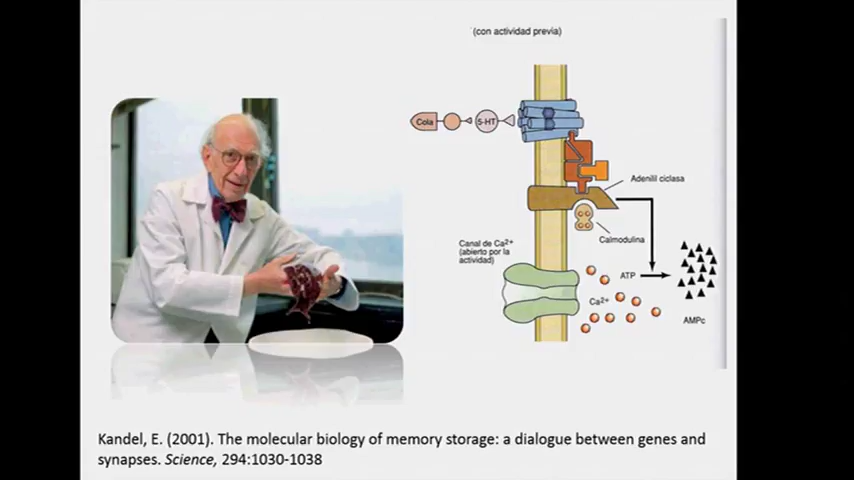 (con actividad previa)
Cola
5-HT
Adenilil ciclasa
Calmodulina
Canal de Ca²⁺
(abierto por la
actividad)
ATP
Ca²⁺
AMPc
Kandel, E. (2001). The molecular biology of memory storage: a dialogue between genes and
synapses. Science, 294:1030-1038